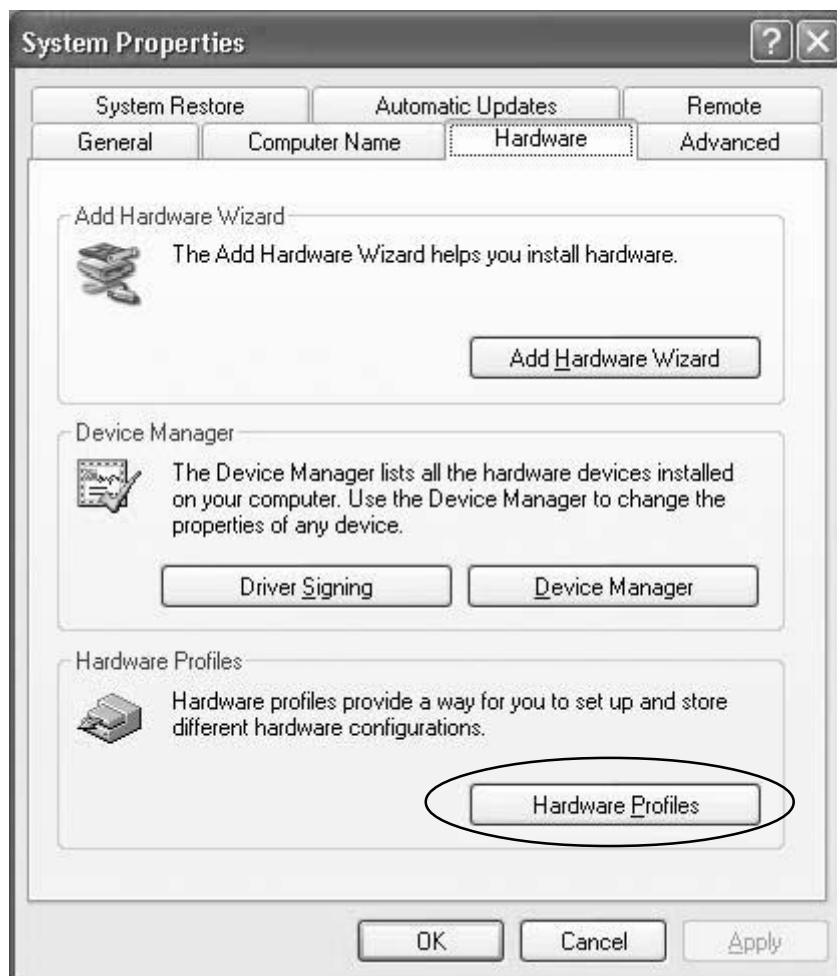 System Properties
System Restore
Automatic Updates
Remote
General
Computer Name
Hardware
Advanced
Add Hardware Wizard
The Add Hardware Wizard helps you install hardware.
Add Hardware Wizard
Device Manager
The Device Manager lists all the hardware devices installed
on your computer. Use the Device Manager to change the
properties of any device.
Driver Signing
Device Manager
Hardware Profiles
Hardware profiles provide a way for you to set up and store
different hardware configurations.
Hardware Profiles
OK
Cancel
Apply